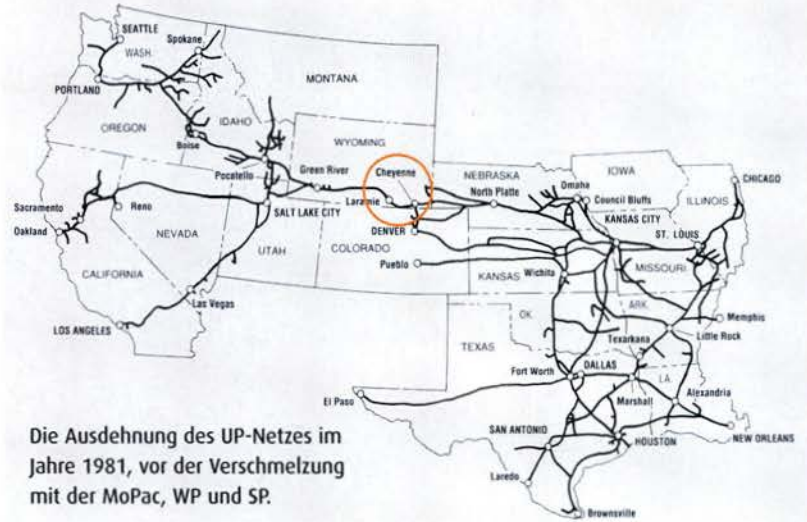 SEATTLE
WASH.
Spokane
PORTLAND
MONTANA
OREGON
IDAHO
Boise
WYOMING
Pocatello
Green River
Cheyenne
Laramie
NEBRASKA
North Platte
IOWA
Omaha
Council Bluffs
CHICAGO
ILLINOIS
KANSAS CITY
ST. LOUIS
Sacramento
Reno
Oakland
NEVADA
SALT LAKE CITY
UTAH
DENVER
COLORADO
Pueblo
KANSAS
Wichita
MISSOURI
CALIFORNIA
Las Vegas
LOS ANGELES
OK.
ARK.
Memphis
TEXAS
Texarkana
Little Rock
Fort Worth
DALLAS
LA.
El Paso
Marshall
Alexandria
SAN ANTONIO
HOUSTON
NEW ORLEANS
Laredo
Brownsville
Die Ausdehnung des UP-Netzes im
Jahre 1981, vor der Verschmelzung
mit der MoPac, WP und SP.